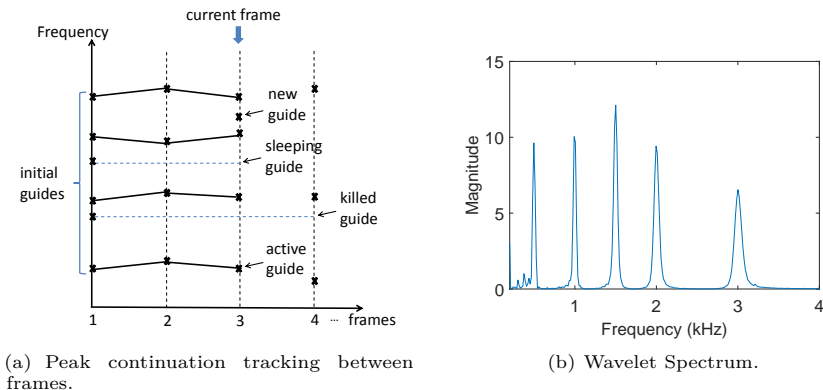 current frame
Frequency
new
guide
sleeping
guide
initial
guides
killed
guide
active
guide
1 2 3 4 ... frames
(a) Peak continuation tracking between
frames.
15
10
5
0
Magnitude
1 2 3 4
Frequency (kHz)
(b) Wavelet Spectrum.